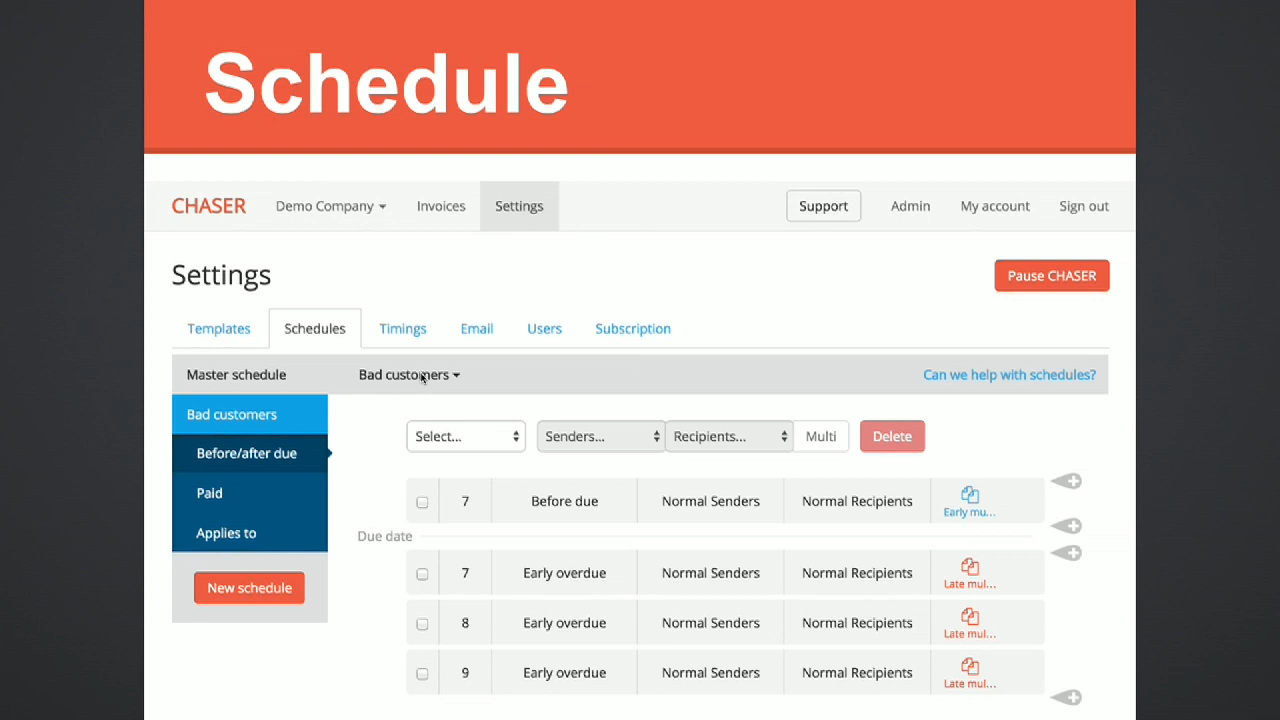 Schedule
CHASER Demo Company Invoices Settings Support Admin My account Sign out
Settings Pause CHASER
Templates Schedules Timings Email Users Subscription
Master schedule Bad customers Can we help with schedules?
Bad customers
Before/after due
Paid
Applies to
New schedule
Select... Senders... Recipients... Multi Delete
7 Before due Normal Senders Normal Recipients Early mu...
Due date
7 Early overdue Normal Senders Normal Recipients Late mul...
8 Early overdue Normal Senders Normal Recipients Late mul...
9 Early overdue Normal Senders Normal Recipients Late mul...